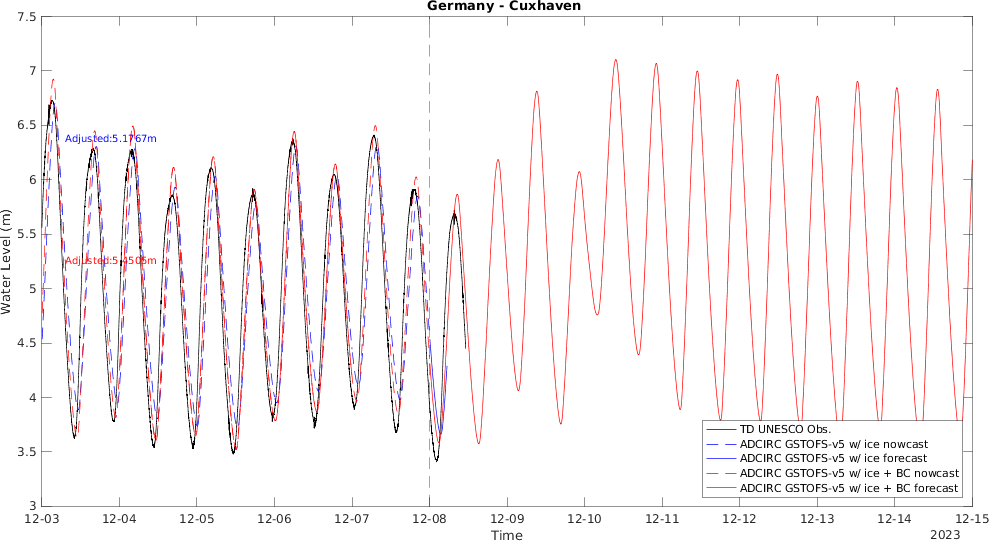 Germany - Cuxhaven
7.5
7
6.5
6
5.5
5
4.5
4
3.5
3
Water Level (m)
Adjusted:5.1767m
TD UNESCO Obs.
ADCIRC GSTOFS-v5 w/ ice nowcast
ADCIRC GSTOFS-v5 w/ ice forecast
ADCIRC GSTOFS-v5 w/ ice + BC nowcast
ADCIRC GSTOFS-v5 w/ ice + BC forecast
12-03 12-04 12-05 12-06 12-07 12-08 12-09 12-10 12-11 12-12 12-13 12-14 12-15
Time
2023